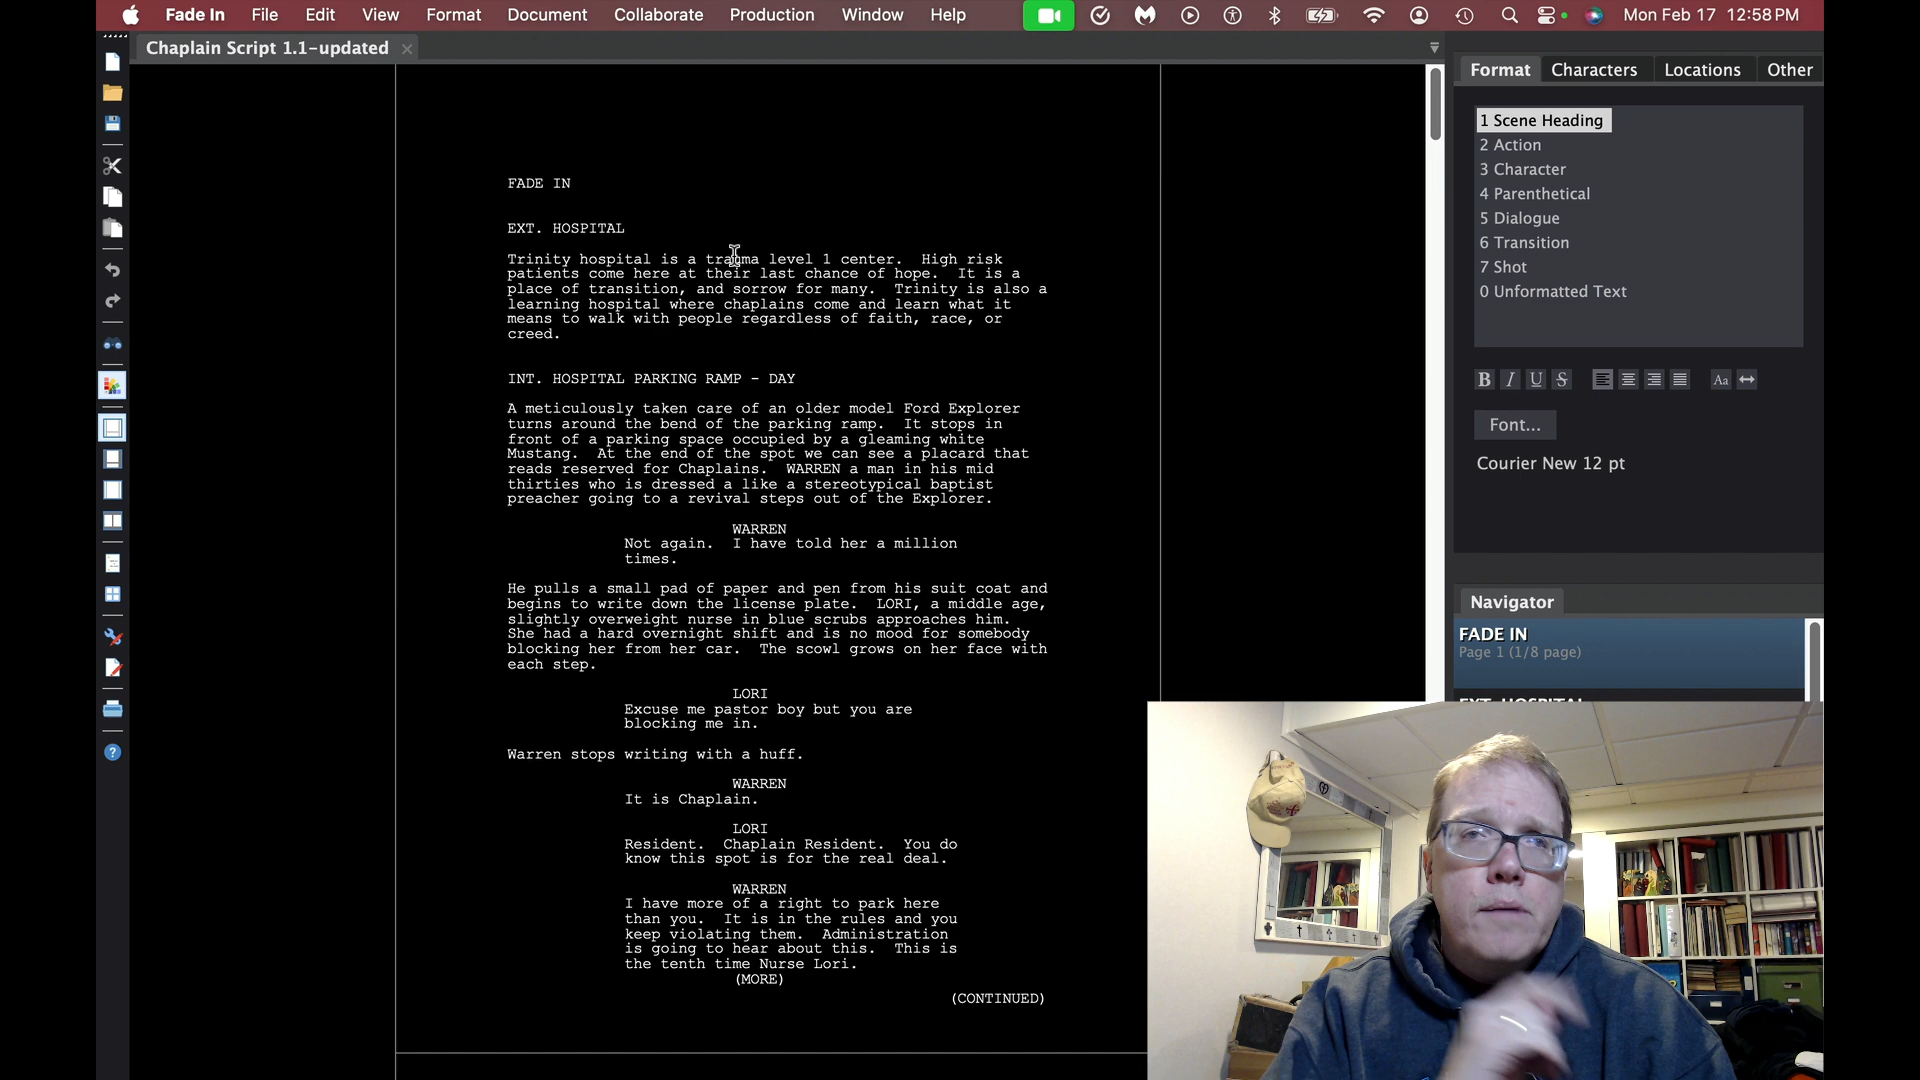 Fade In File Edit View Format Document Collaborate Production Window Help Mon Feb 17 12:58 PM
Chaplain Script 1.1-updated
FADE IN
EXT. HOSPITAL
Trinity hospital is a trauma level 1 center. High risk
patients come here at their last chance of hope. It is a
place of transition, and sorrow for many. Trinity is also a
learning hospital where chaplains come and learn what it
means to walk with people regardless of faith, race, or
creed.
INT. HOSPITAL PARKING RAMP - DAY
A meticulously taken care of an older model Ford Explorer
turns around the bend of the parking ramp. It stops in
front of a parking space occupied by a gleaming white
Mustang. At the end of the spot we can see a placard that
reads reserved for Chaplains. WARREN a man in his mid
thirties who is dressed a like a stereotypical baptist
preacher going to a revival steps out of the Explorer.
WARREN
Not again. I have told her a million
times.
He pulls a small pad of paper and pen from his suit coat and
begins to write down the license plate. LORI, a middle age,
slightly overweight nurse in blue scrubs approaches him.
She had a hard overnight shift and is no mood for somebody
blocking her from her car. The scowl grows on her face with
each step.
LORI
Excuse me pastor boy but you are
blocking me in.
Warren stops writing with a huff.
WARREN
It is Chaplain.
LORI
Resident. Chaplain Resident. You do
know this spot is for the real deal.
WARREN
I have more of a right to park here
than you. It is in the rules and you
keep violating them. Administration
is going to hear about this. This is
the tenth time Nurse Lori.
(MORE)
(CONTINUED)
Format Characters Locations Other
1 Scene Heading
2 Action
3 Character
4 Parenthetical
5 Dialogue
6 Transition
7 Shot
0 Unformatted Text
B I U S Aa
Font...
Courier New 12 pt
Navigator
FADE IN
Page 1 (1/8 page)
EXT. HOSPITAL